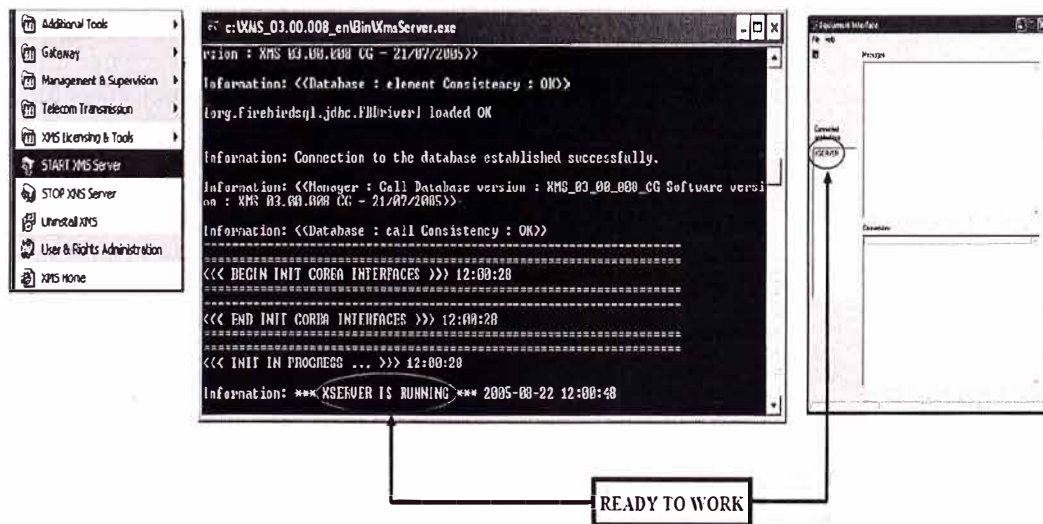 Additional Tools
Gateway
Management & Supervision
Telecom Transmission
XMS Licensing & Tools
START XMS Server
STOP XMS Server
Uninstall XMS
User & Rights Administration
XMS Home
c:\XMS_03.00.008_en\Bin\XmsServer.exe
rsion : XMS 03.00.008 CG - 21/07/2005>>
Information: <<Database : element Consistency : OK>>
[org.firebirdsql.jdbc.FBDriver] loaded OK
Information: Connection to the database established successfully.
Information: <<Manager : Call Database version : XMS_03_00_008_CG Software versi
on : XMS 03.00.008 CG - 21/07/2005>>
Information: <<Database : call Consistency : OK>>
<<< BEGIN INIT CORBA INTERFACES >>> 12:00:28
<<< END INIT CORBA INTERFACES >>> 12:00:28
<<< INIT IN PROGRESS ... >>> 12:00:28
Information: *** XSERVER IS RUNNING *** 2005-08-22 12:00:48
Equipment Interface
File Help
Messages
Connected
XSERVER
Connections
READY TO WORK